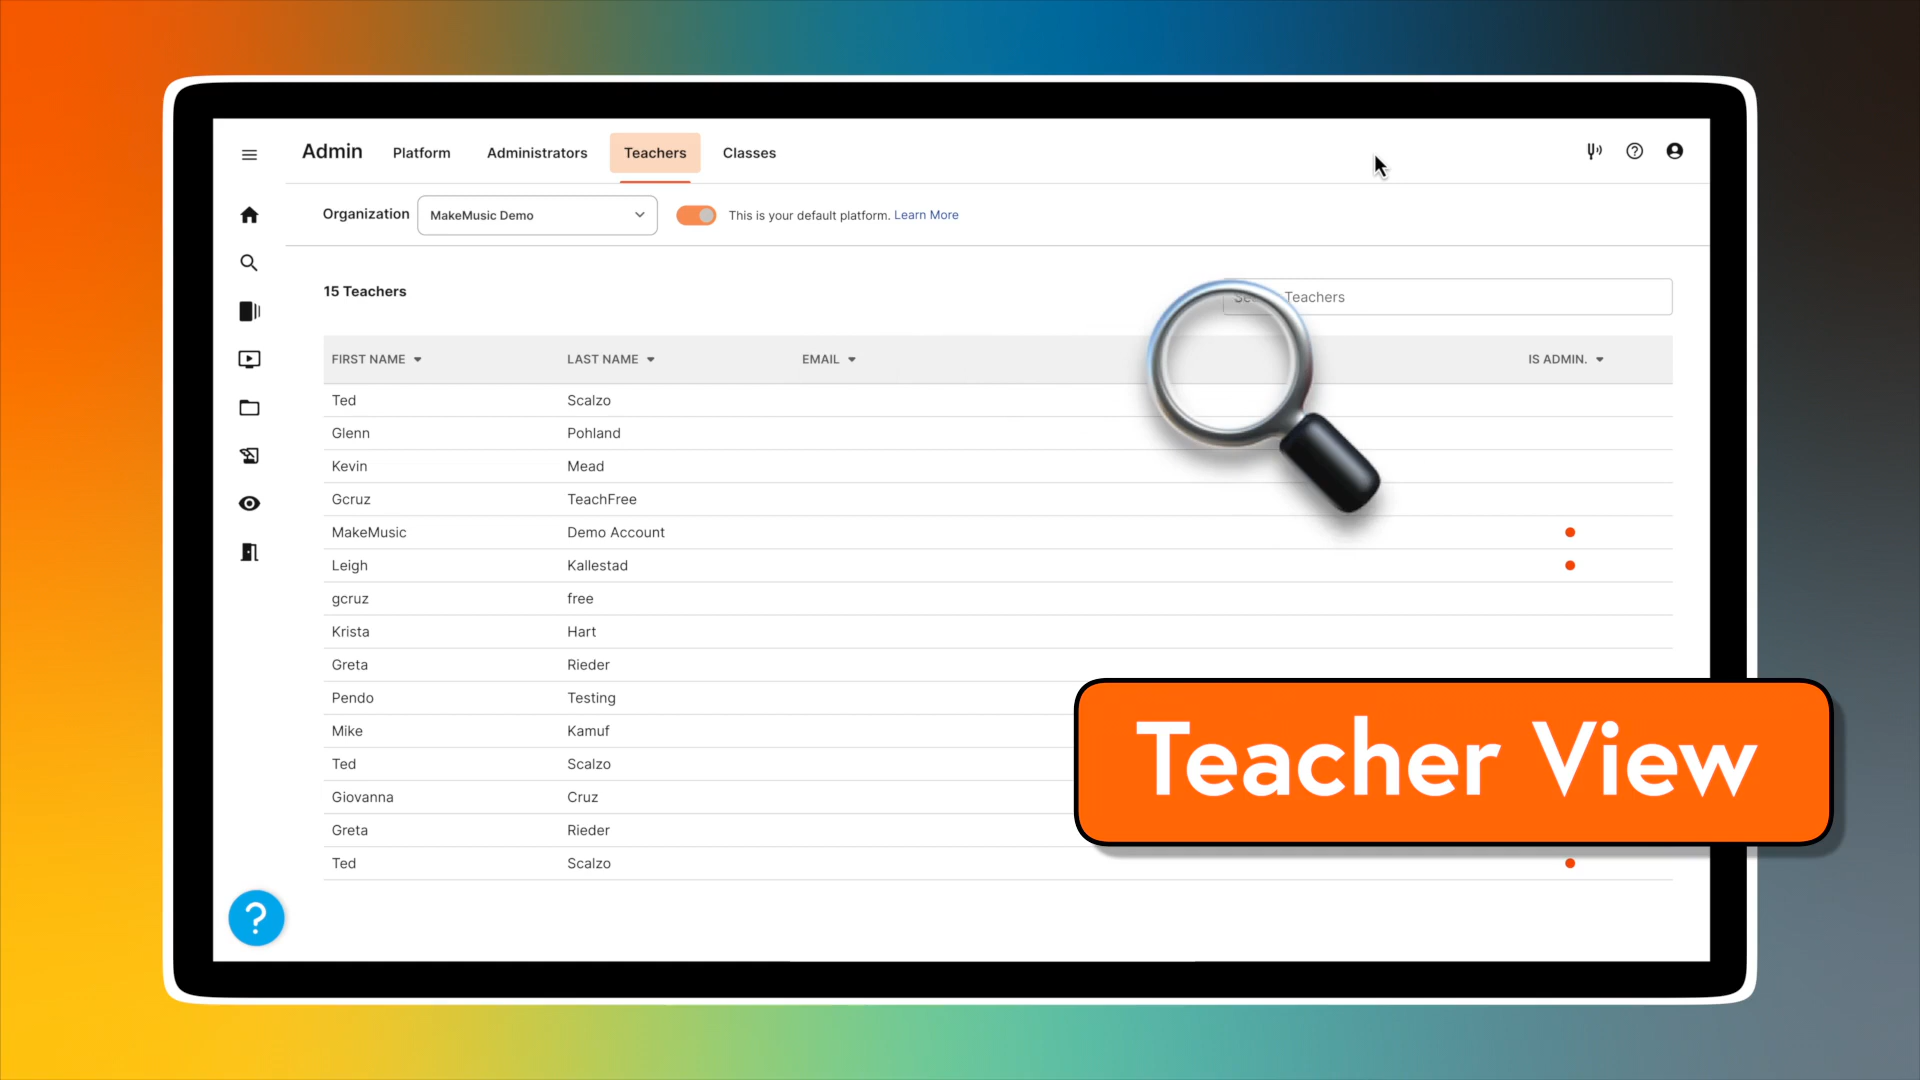 Admin Platform Administrators Teachers Classes
Organization MakeMusic Demo This is your default platform. Learn More
15 Teachers
Teachers
FIRST NAME LAST NAME EMAIL IS ADMIN.
Ted Scalzo
Glenn Pohland
Kevin Mead
Gcruz TeachFree
MakeMusic Demo Account
Leigh Kallestad
gcruz free
Krista Hart
Greta Rieder
Pendo Testing
Mike Kamuf
Ted Scalzo
Giovanna Cruz
Greta Rieder
Ted Scalzo
Teacher View
?